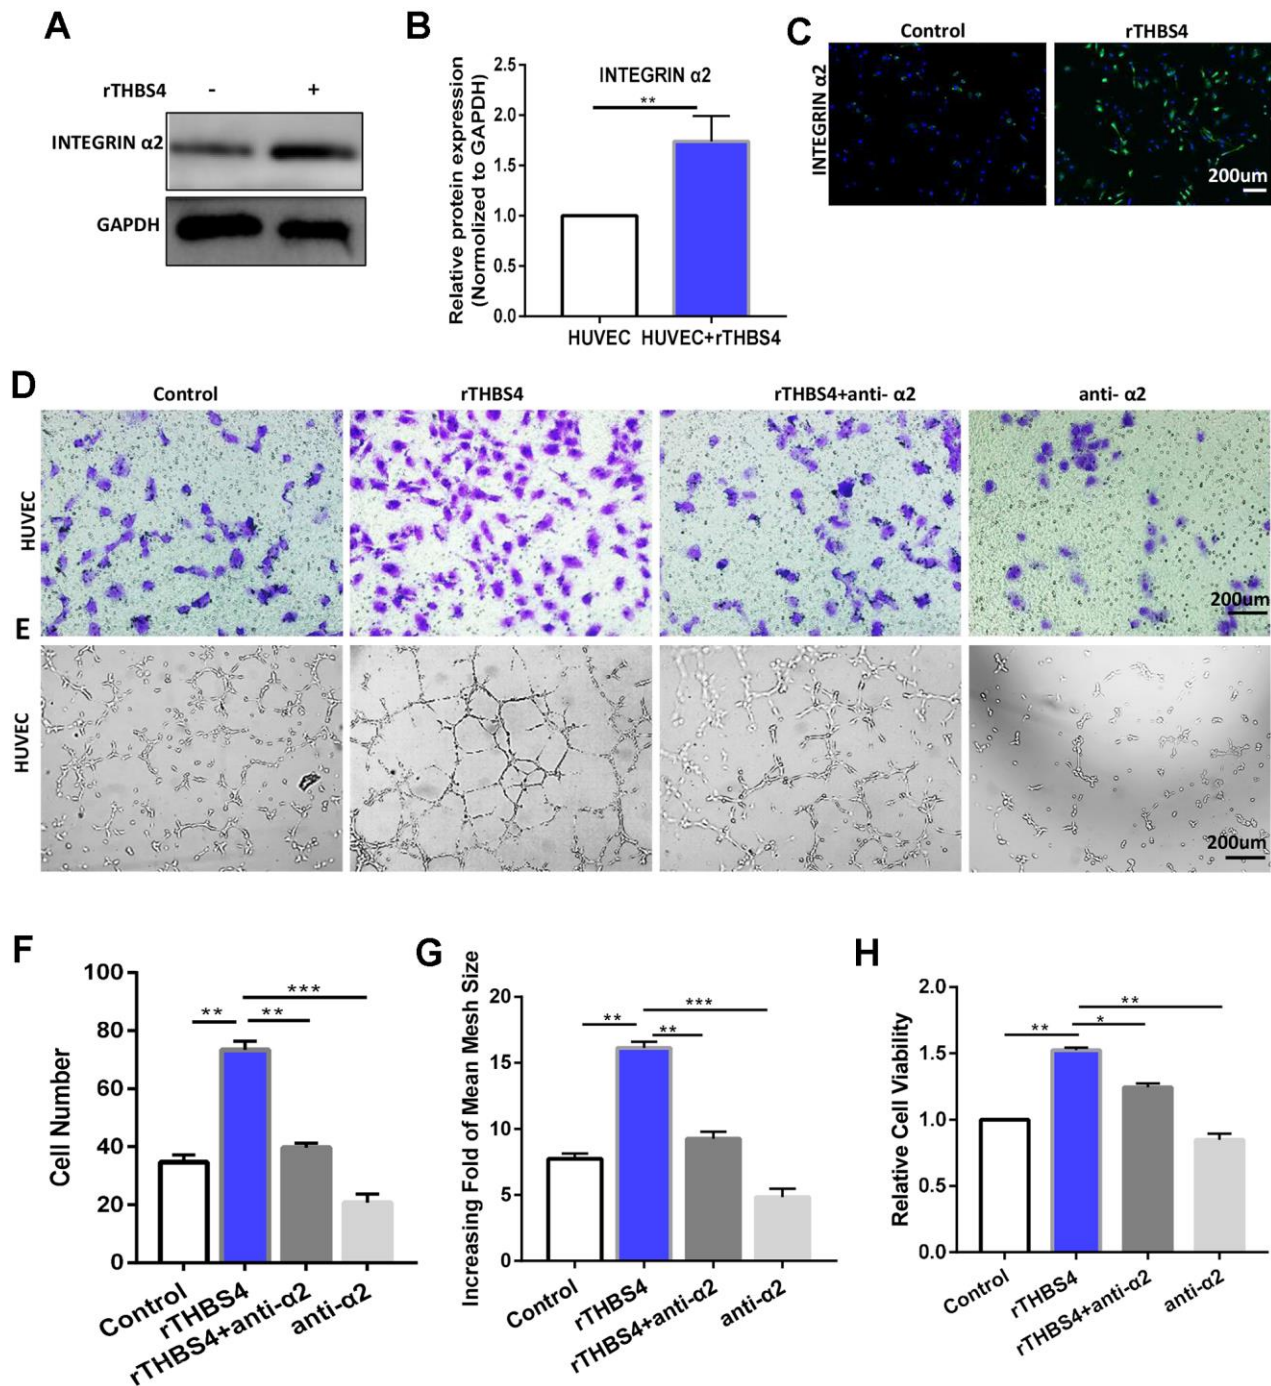 A
rTHBS4 - +
INTEGRIN α2
GAPDH
B
Relative protein expression
(Normolized to GAPDH)
2.5
2.0
1.5
1.0
0.5
0.0
INTEGRIN α2
**
HUVEC HUVEC+rTHBS4
C
Control rTHBS4
INTEGRIN α2
200um
D
Control rTHBS4 rTHBS4+anti- α2 anti- α2
HUVEC
200um
E
HUVEC
200um
F
Cell Number
100
80
60
40
20
0
***
** **
Control
rTHBS4
rTHBS4+anti-α2
anti-α2
G
Increasing Fold of Mean Mesh Size
20
15
10
5
0
***
** **
Control
rTHBS4
rTHBS4+anti-α2
anti-α2
H
Relative Cell Viability
2.0
1.5
1.0
0.5
0.0
**
** *
Control
rTHBS4
rTHBS4+anti-α2
anti-α2